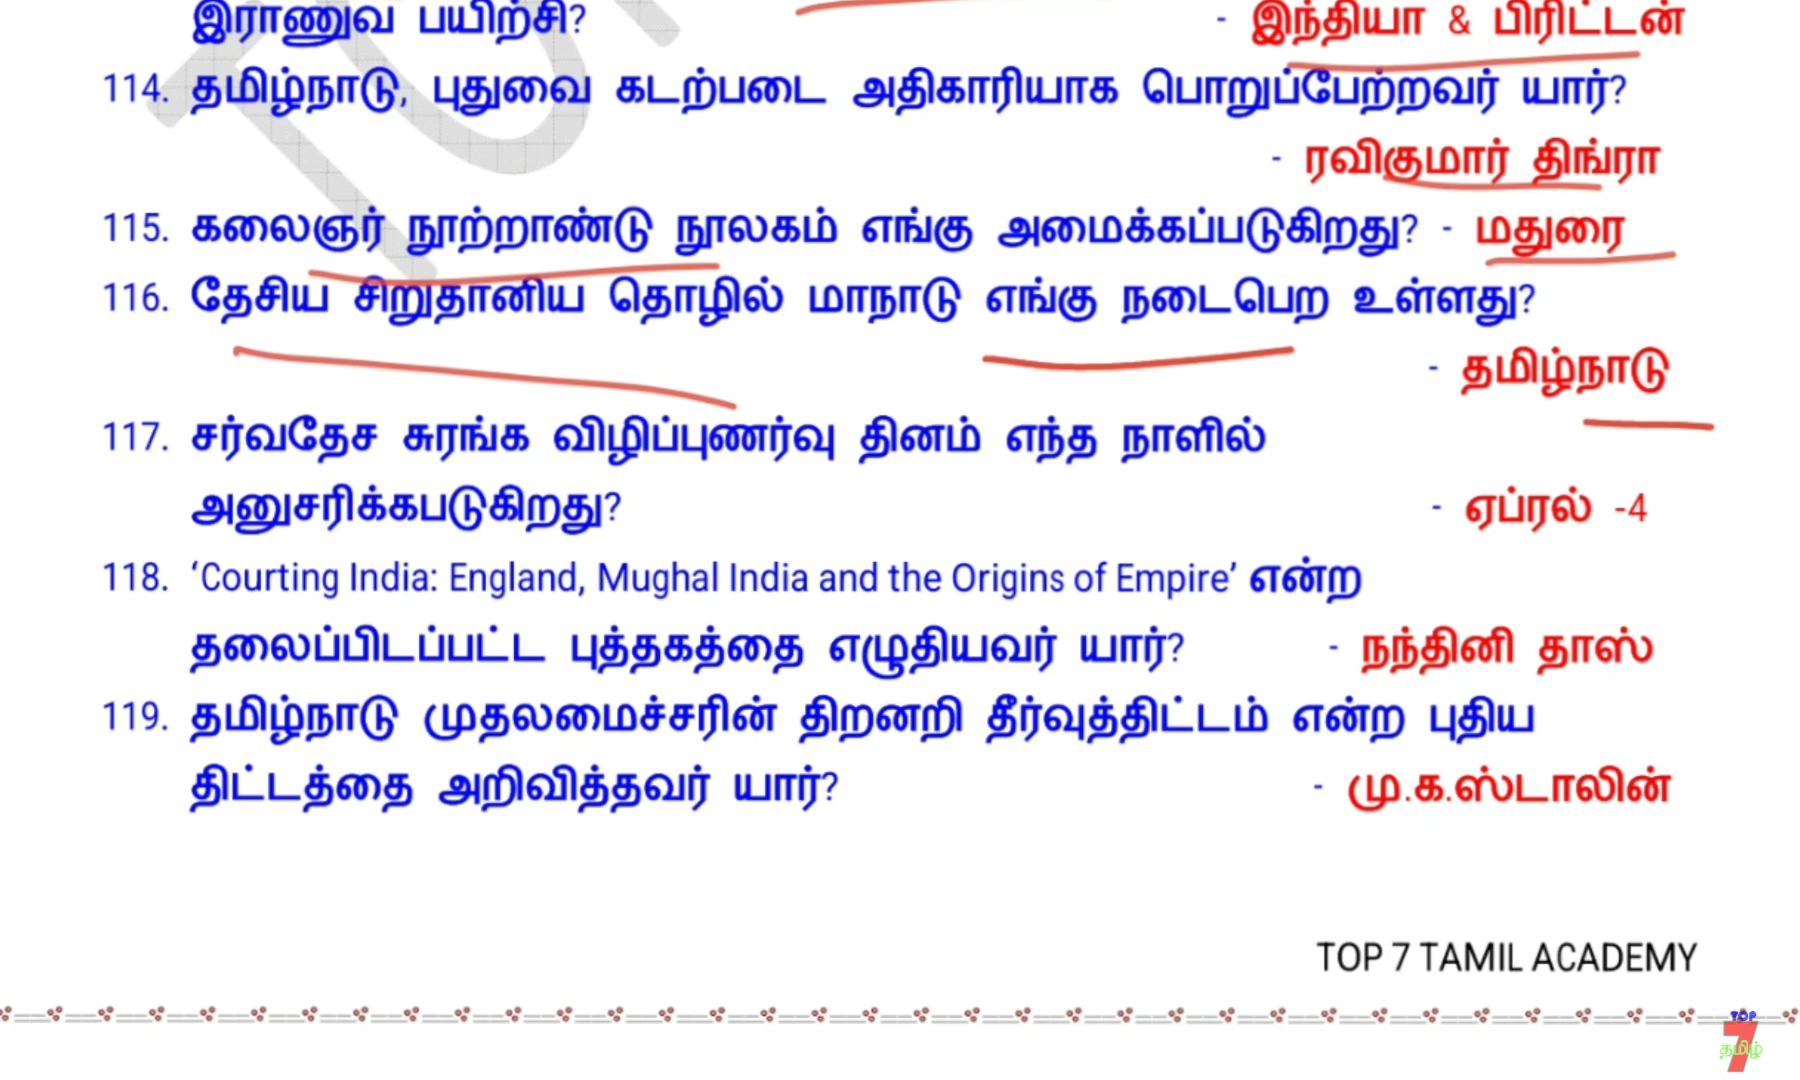 இராணுவ பயிற்சி? - இந்தியா & பிரிட்டன்
114. தமிழ்நாடு, புதுவை கடற்படை அதிகாரியாக பொறுப்பேற்றவர் யார்?
- ரவிகுமார் திங்ரா
115. கலைஞர் நூற்றாண்டு நூலகம் எங்கு அமைக்கப்படுகிறது? - மதுரை
116. தேசிய சிறுதானிய தொழில் மாநாடு எங்கு நடைபெற உள்ளது?
- தமிழ்நாடு
117. சர்வதேச சுரங்க விழிப்புணர்வு தினம் எந்த நாளில்
அனுசரிக்கபடுகிறது? - ஏப்ரல் -4
118. ‘Courting India: England, Mughal India and the Origins of Empire’ என்ற
தலைப்பிடப்பட்ட புத்தகத்தை எழுதியவர் யார்? - நந்தினி தாஸ்
119. தமிழ்நாடு முதலமைச்சரின் திறனறி தீர்வுத்திட்டம் என்ற புதிய
திட்டத்தை அறிவித்தவர் யார்? - மு.க.ஸ்டாலின்
TOP 7 TAMIL ACADEMY
TOP
7
தமிழ்